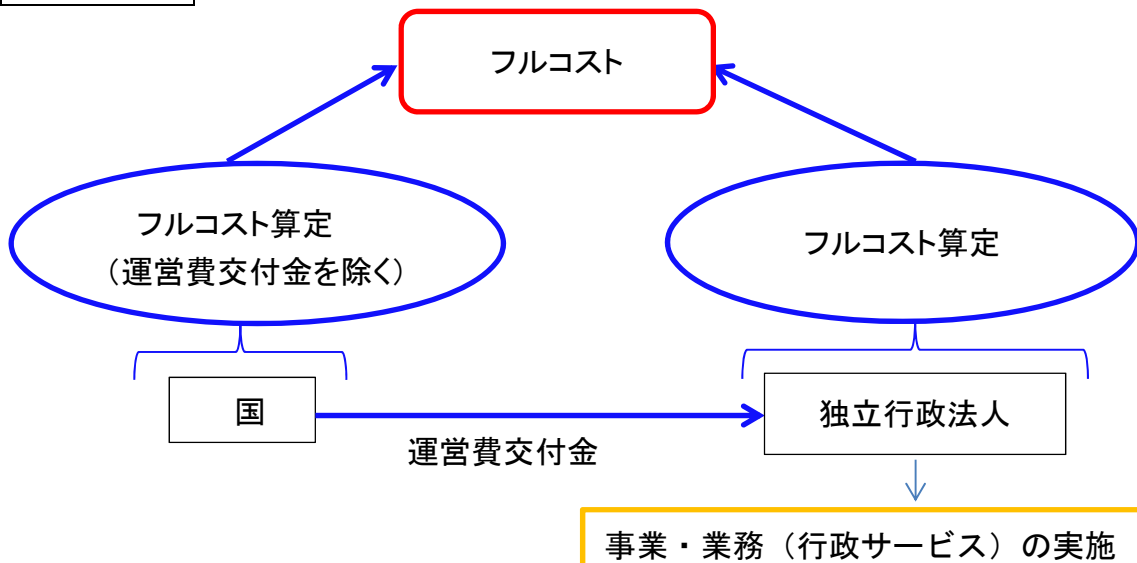 フルコスト
フルコスト算定
（運営費交付金を除く）
フルコスト算定
国
独立行政法人
運営費交付金
事業・業務（行政サービス）の実施